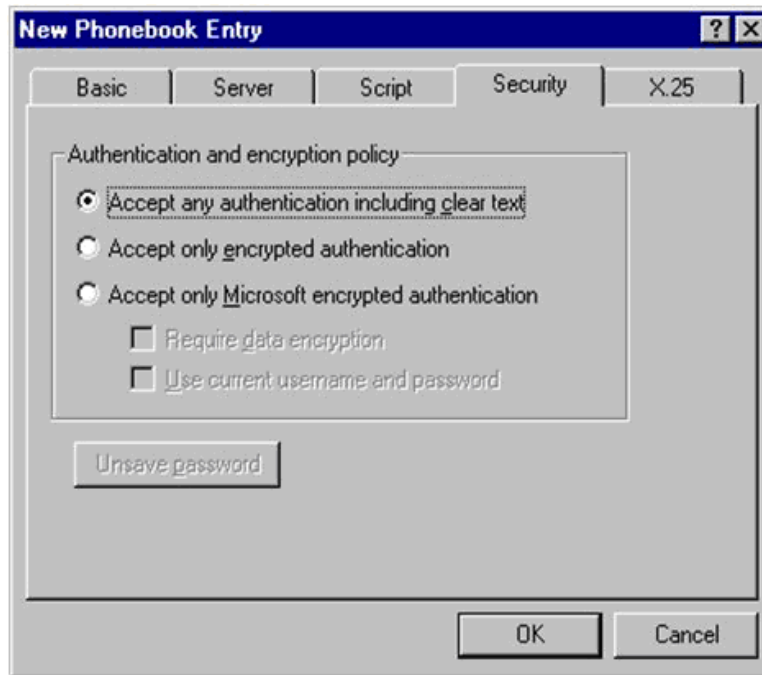 New Phonebook Entry
Basic Server Script Security X.25
Authentication and encryption policy
Accept any authentication including clear text
Accept only encrypted authentication
Accept only Microsoft encrypted authentication
Require data encryption
Use current username and password
Unsave password
OK Cancel